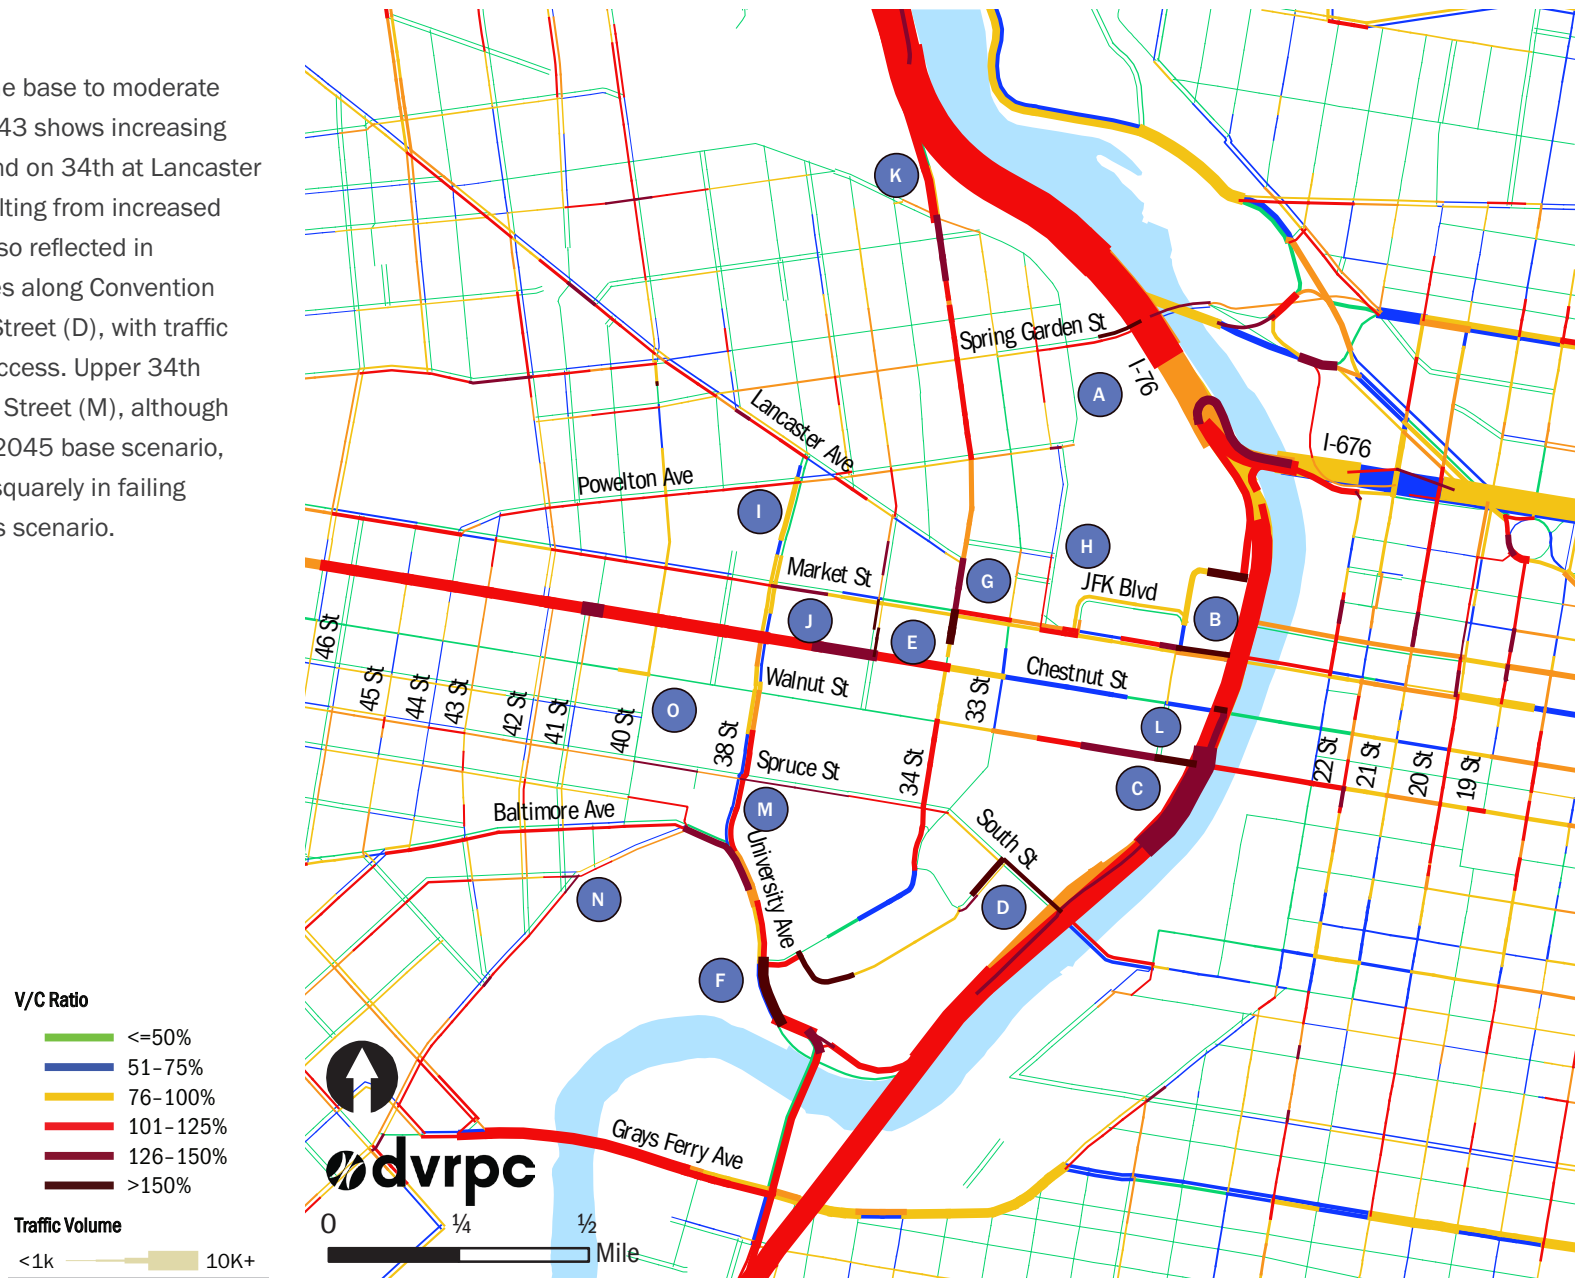 e base to moderate
43 shows increasing
nd on 34th at Lancaster
lting from increased
so reflected in
es along Convention
Street (D), with traffic
ccess. Upper 34th
Street (M), although
2045 base scenario,
squarely in failing
s scenario.
K
Spring Garden St
I-76
A
Lancaster Ave
I-676
Powelton Ave
I
H
Market St
G
JFK Blvd
J
E
B
46 St
45 St
44 St
43 St
42 St
41 St
40 St
O
Walnut St
38 St
33 St
Chestnut St
L
22 St
21 St
20 St
19 St
Spruce St
34 St
C
Baltimore Ave
M
South St
University Ave
N
D
F
V/C Ratio
<=50%
51-75%
76-100%
101-125%
126-150%
>150%
Traffic Volume
<1k 10K+
Grays Ferry Ave
dvrpc
0 ¼ ½
Mile